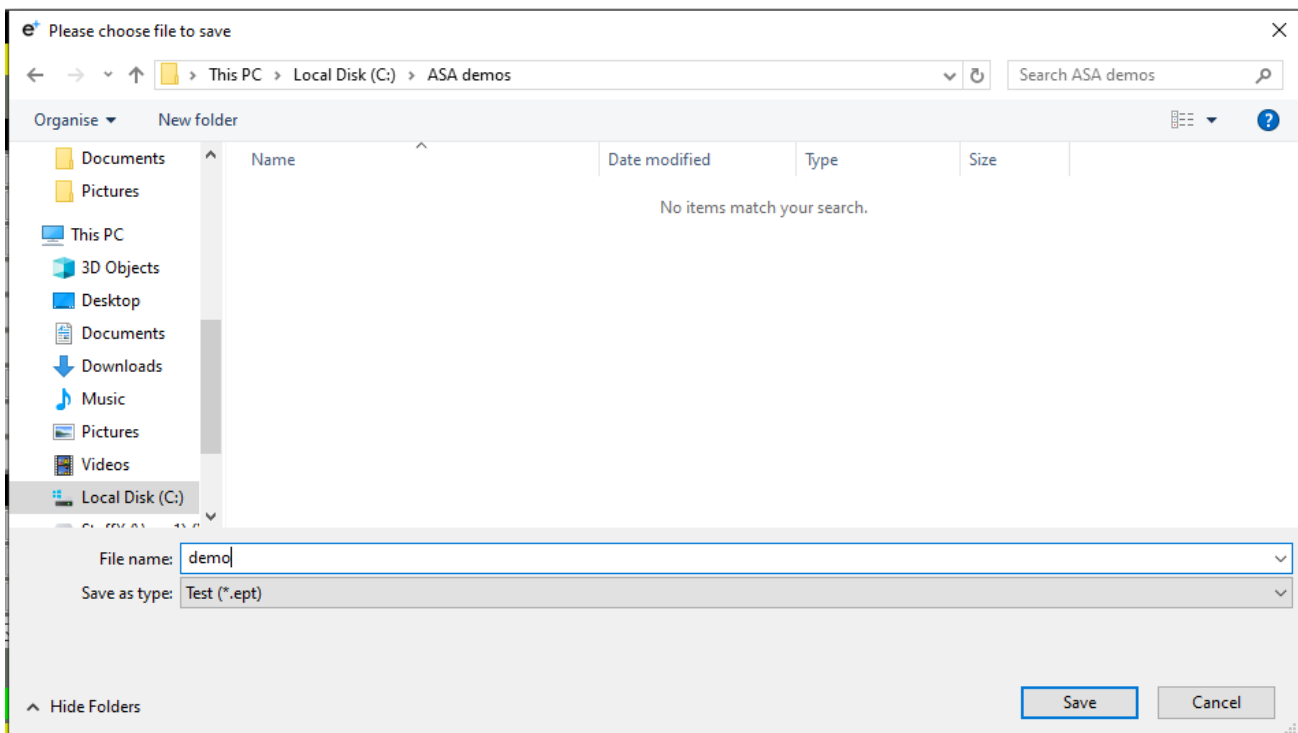 e+ Please choose file to save
This PC > Local Disk (C:) > ASA demos
Search ASA demos
Organise
New folder
Name
Date modified
Type
Size
No items match your search.
Documents
Pictures
This PC
3D Objects
Desktop
Documents
Downloads
Music
Pictures
Videos
Local Disk (C:)
File name: demo
Save as type: Test (*.ept)
Hide Folders
Save
Cancel